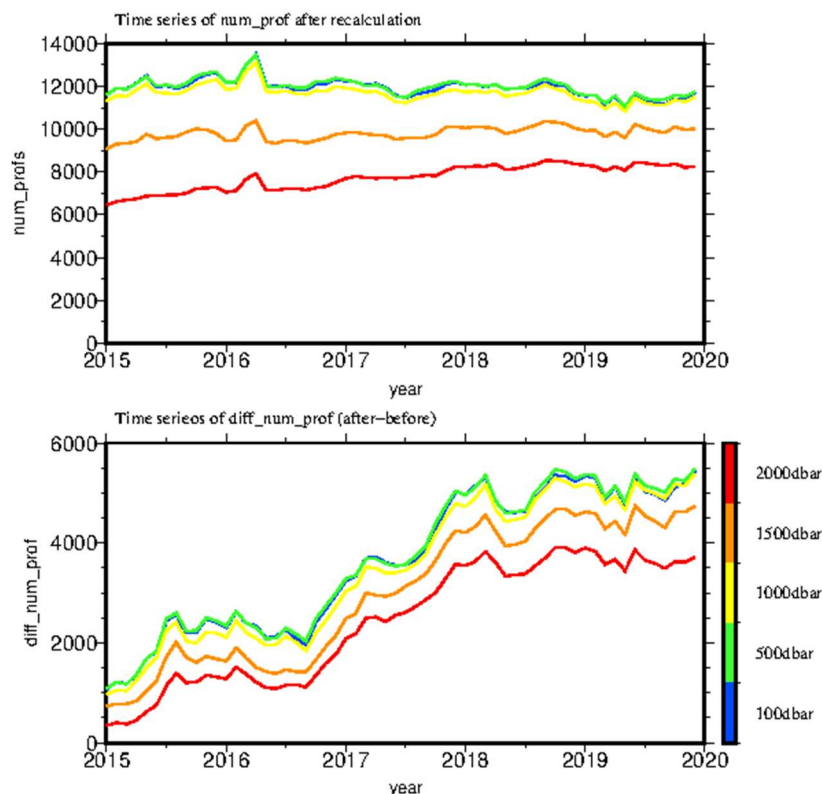 Time series of num_prof after recalculation
14000
12000
10000
8000
6000
4000
2000
0
num_profs
2015 2016 2017 2018 2019 2020
year
Time serieos of diff_num_prof (after-before)
6000
4000
2000
0
diff_num_prof
2015 2016 2017 2018 2019 2020
year
2000dbar
1500dbar
1000dbar
500dbar
100dbar